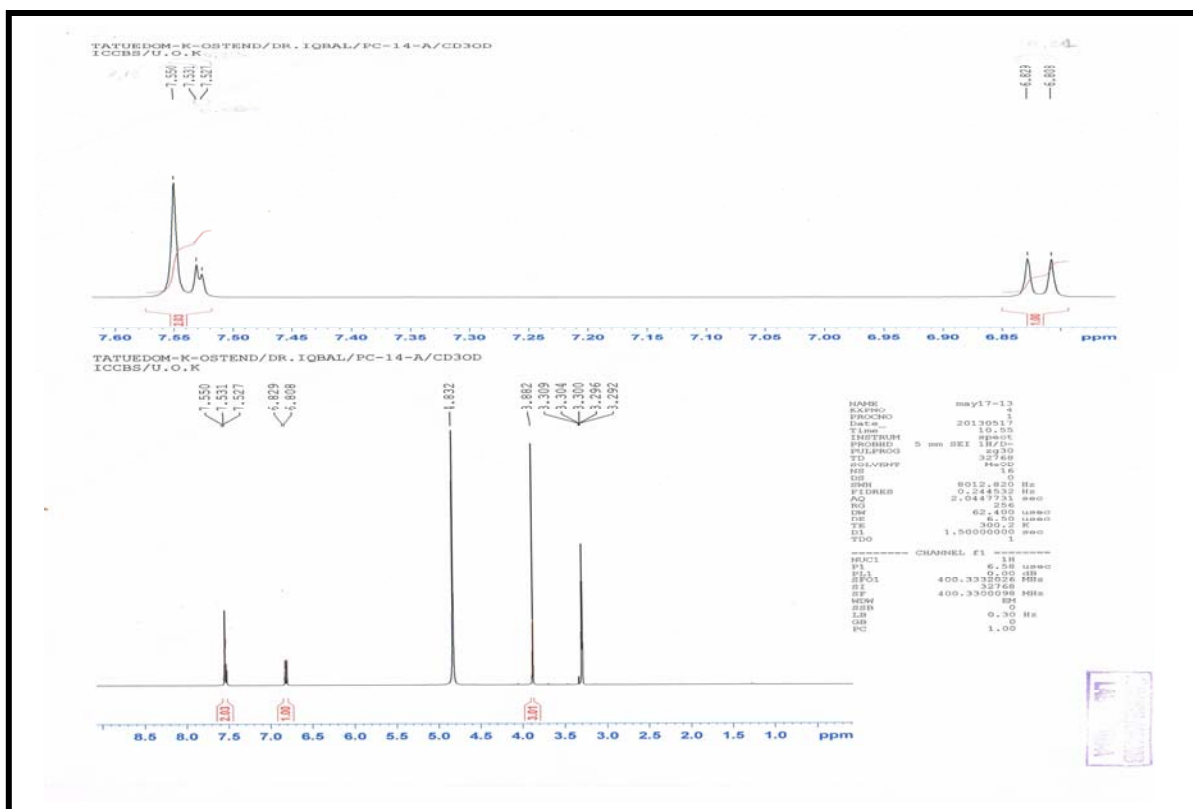 TATUEDOM-K-OSTEND/DR.IQBAL/PC-14-A/CD3OD
ICCBS/U.O.K
7.550
7.531
7.527
6.829
6.808
2.03
1.00
7.60 7.55 7.50 7.45 7.40 7.35 7.30 7.25 7.20 7.15 7.10 7.05 7.00 6.95 6.90 6.85 ppm
TATUEDOM-K-OSTEND/DR.IQBAL/PC-14-A/CD3OD
ICCBS/U.O.K
7.550
7.531
7.527
6.829
6.808
4.832
3.882
3.309
3.304
3.300
3.296
3.292
NAME may17-13
EXPNO 4
PROCNO 1
Date_ 20130517
Time 10.55
INSTRUM spect
PROBHD 5 mm SEI 1H/D-
PULPROG zg30
TD 32768
SOLVENT MeOD
NS 16
DS 0
SWH 8012.820 Hz
FIDRES 0.244532 Hz
AQ 2.0447731 sec
RG 256
DW 62.400 usec
DE 6.50 usec
TE 300.2 K
D1 1.50000000 sec
TD0 1
======== CHANNEL f1 ========
NUC1 1H
P1 6.58 usec
PL1 0.00 dB
SFO1 400.3332026 MHz
SI 32768
SF 400.3300098 MHz
WDW EM
SSB 0
LB 0.30 Hz
GB 0
PC 1.00
2.03
1.00
3.01
8.5 8.0 7.5 7.0 6.5 6.0 5.5 5.0 4.5 4.0 3.5 3.0 2.5 2.0 1.5 1.0 ppm